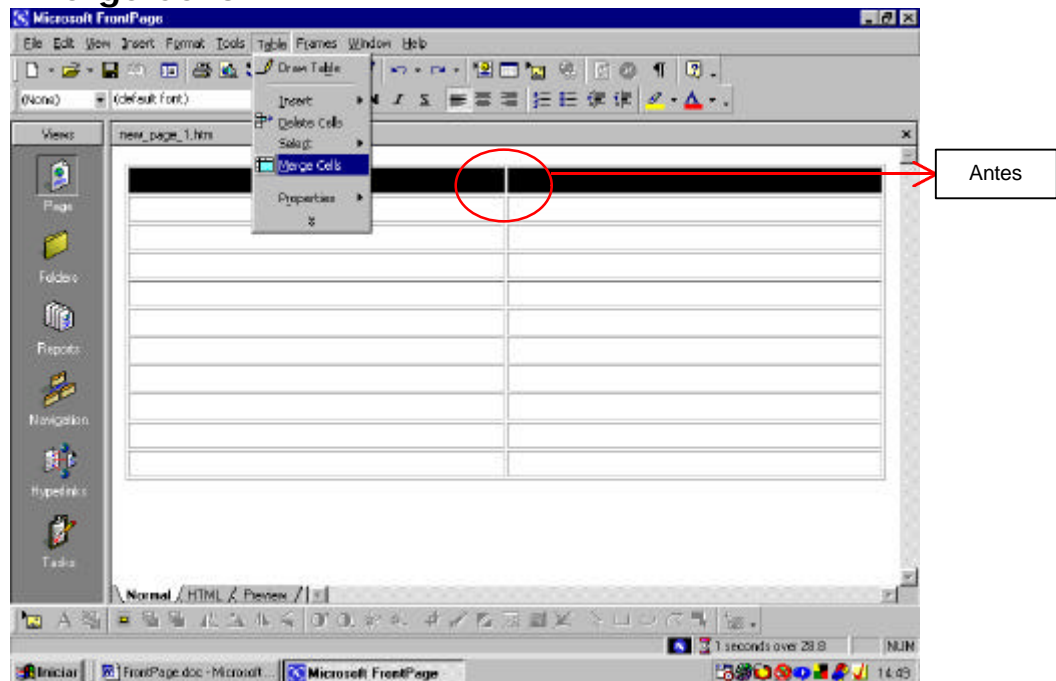 Microsoft FrontPage
File Edit View Insert Format Tools Table Frames Window Help
Draw Table
(None) (default font) Insert N I S
Delete Cells
Views new_page_1.htm
Select
Merge Cells
Antes
Properties
Page
Folders
Reports
Navigation
Hyperlinks
Tasks
Normal HTML Preview
1 seconds over 28.8 NUM
Iniciar FrontPage.doc - Microsoft ... Microsoft FrontPage 14:49